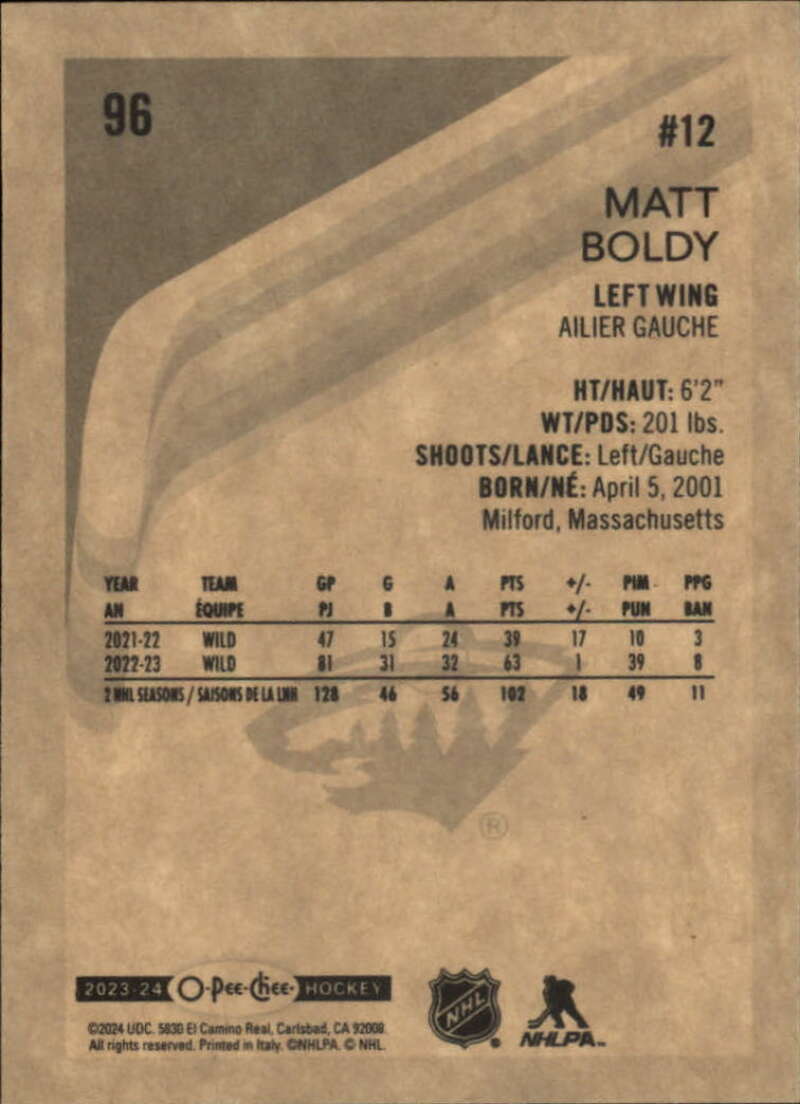 96
#12
MATT
BOLDY
LEFT WING
AILIER GAUCHE
HT/HAUT: 6'2"
WT/PDS: 201 lbs.
SHOOTS/LANCE: Left/Gauche
BORN/NÉ: April 5, 2001
Milford, Massachusetts
YEAR TEAM GP G A PTS +/- PIM PPG
AN ÉQUIPE PJ B A PTS +/- PUN BAN
2021-22 WILD 47 15 24 39 17 10 3
2022-23 WILD 81 31 32 63 1 39 8
2 NHL SEASONS / SAISONS DE LA LNH 128 46 56 102 18 49 11
®
2023-24 O-Pee-Chee HOCKEY
©2024 UDC. 5830 El Camino Real, Carlsbad, CA 92008.
All rights reserved. Printed in Italy. ©NHLPA. © NHL.
NHL
NHLPA